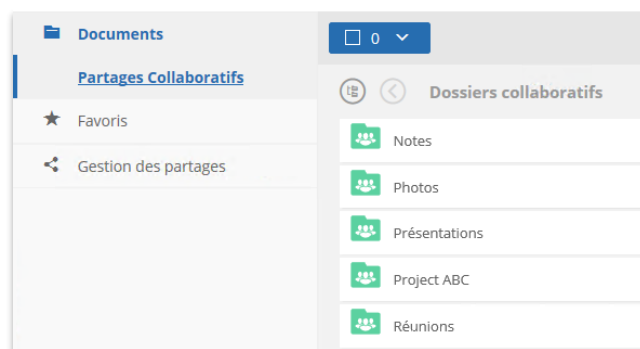 Documents
Partages Collaboratifs
Favoris
Gestion des partages
0
Dossiers collaboratifs
Notes
Photos
Présentations
Project ABC
Réunions